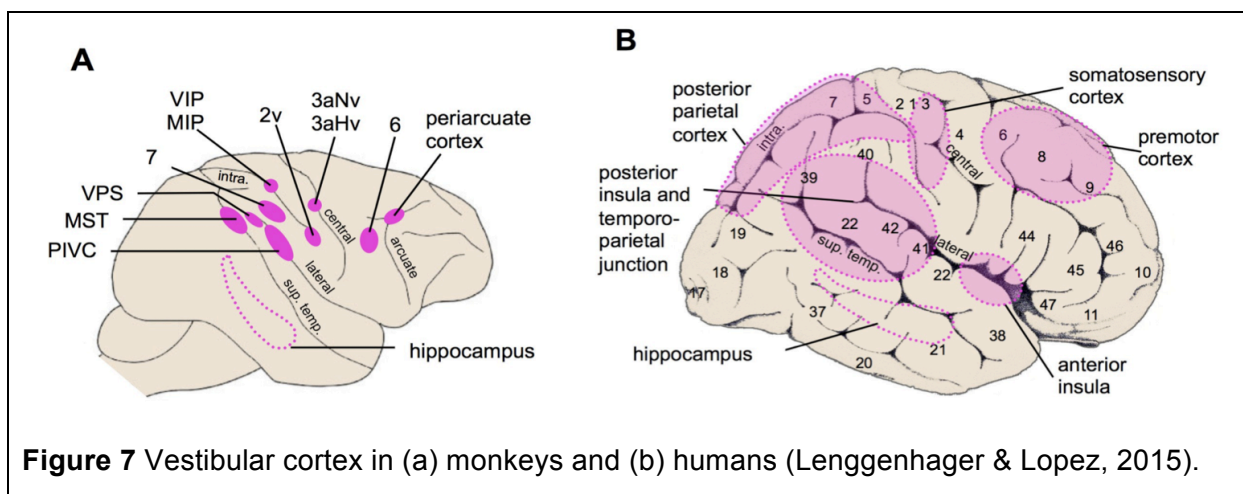 A
VIP
MIP
3aNv
3aHv
2v
6
periarcuate
cortex
7
VPS
MST
PIVC
intra.
central
arcuate
lateral
sup. temp.
hippocampus
B
somatosensory
cortex
posterior
parietal
cortex
premotor
cortex
posterior
insula and
temporo-
parietal
junction
7
5
2
1
3
4
6
8
9
intra.
central
40
39
22
42
41
lateral
sup. temp.
22
19
18
17
44
46
45
10
47
11
37
21
38
20
hippocampus
anterior
insula
Figure 7 Vestibular cortex in (a) monkeys and (b) humans (Lenggenhager & Lopez, 2015).